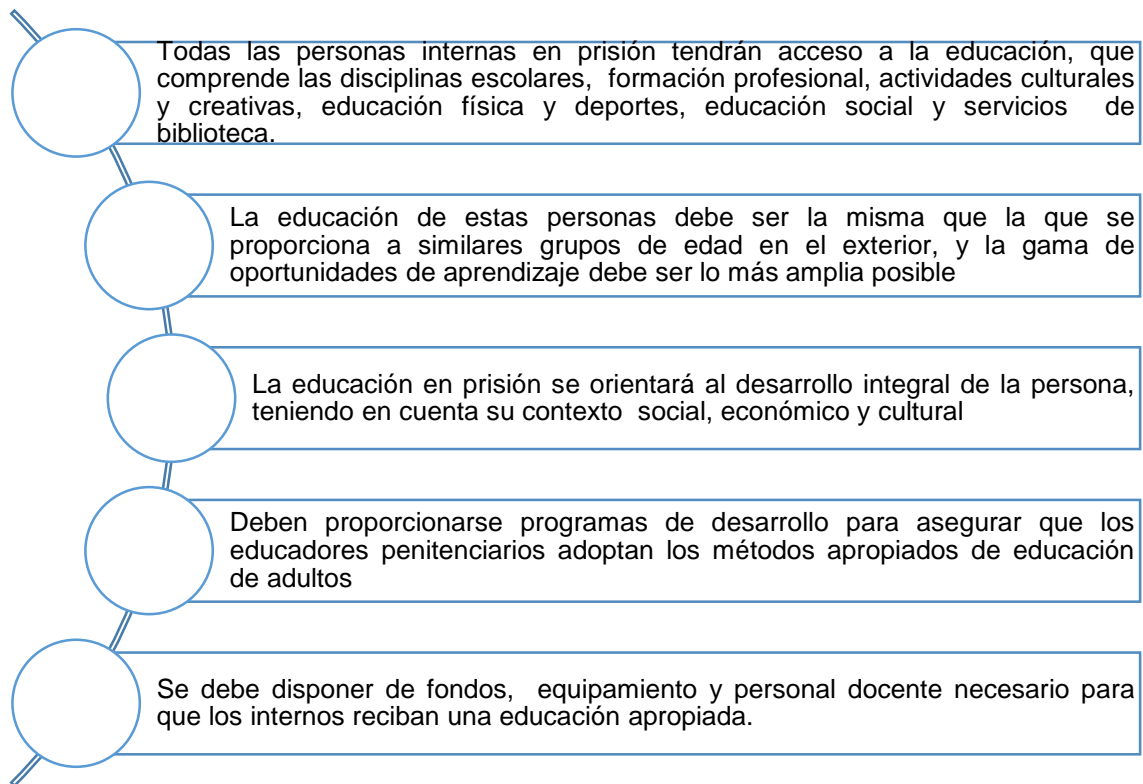 Todas las personas internas en prisión tendrán acceso a la educación, que
comprende las disciplinas escolares, formación profesional, actividades culturales
y creativas, educación física y deportes, educación social y servicios de
biblioteca.
La educación de estas personas debe ser la misma que la que se
proporciona a similares grupos de edad en el exterior, y la gama de
oportunidades de aprendizaje debe ser lo más amplia posible
La educación en prisión se orientará al desarrollo integral de la persona,
teniendo en cuenta su contexto social, económico y cultural
Deben proporcionarse programas de desarrollo para asegurar que los
educadores penitenciarios adoptan los métodos apropiados de educación
de adultos
Se debe disponer de fondos, equipamiento y personal docente necesario para
que los internos reciban una educación apropiada.